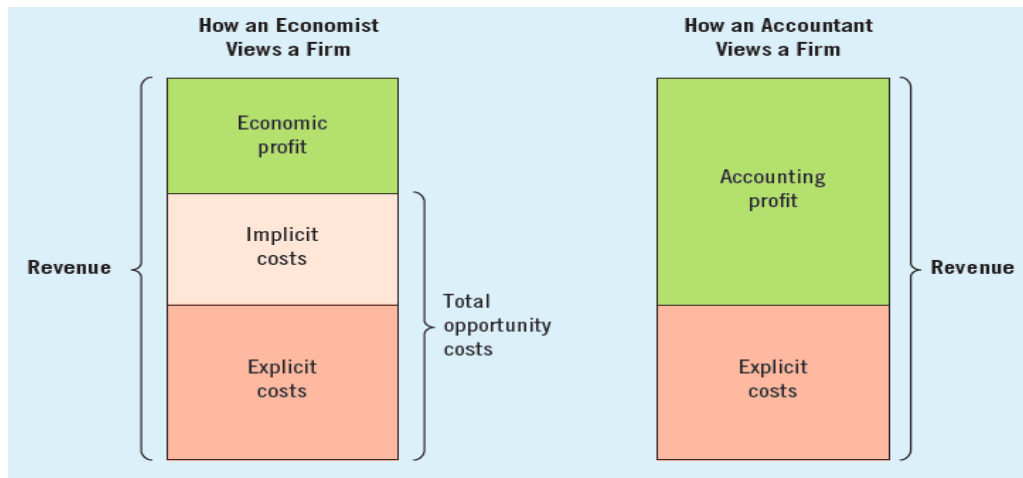 How an Economist
Views a Firm
Economic
profit
Implicit
costs
Explicit
costs
Revenue
Total
opportunity
costs
How an Accountant
Views a Firm
Accounting
profit
Explicit
costs
Revenue